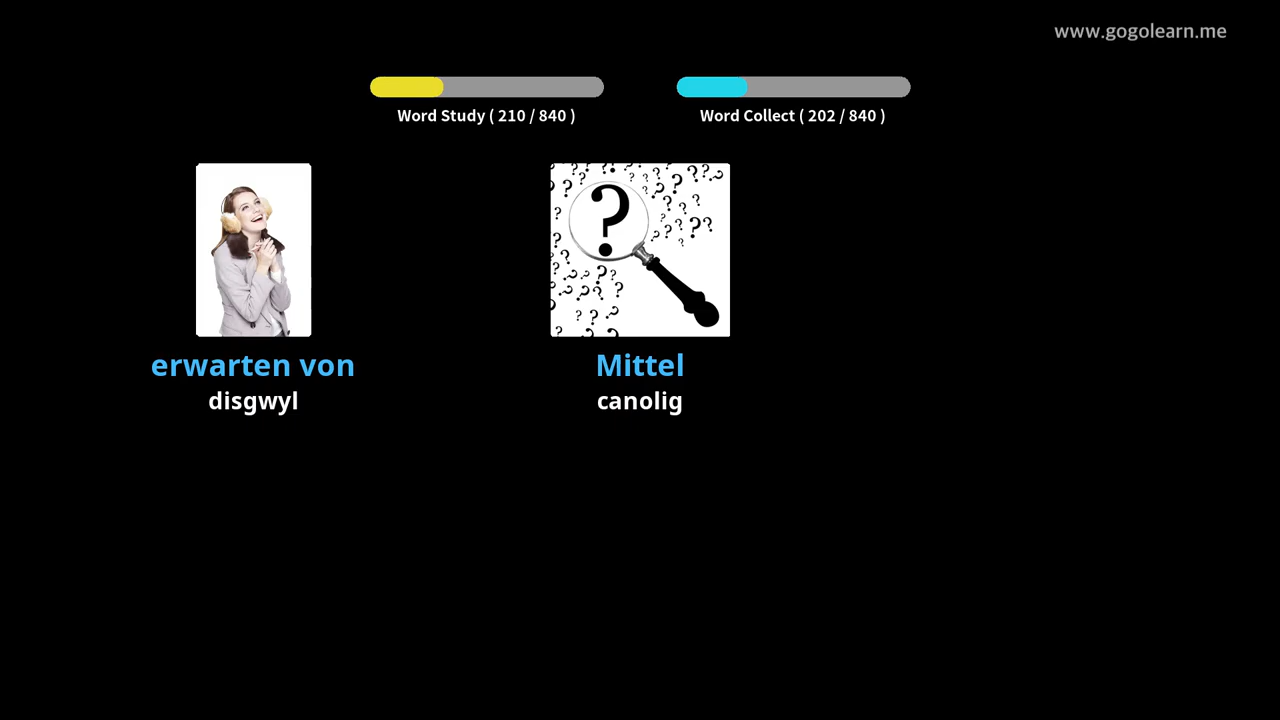 www.gogolearn.me
Word Study ( 210 / 840 )
Word Collect ( 202 / 840 )
erwarten von
disgwyl
Mittel
canolig